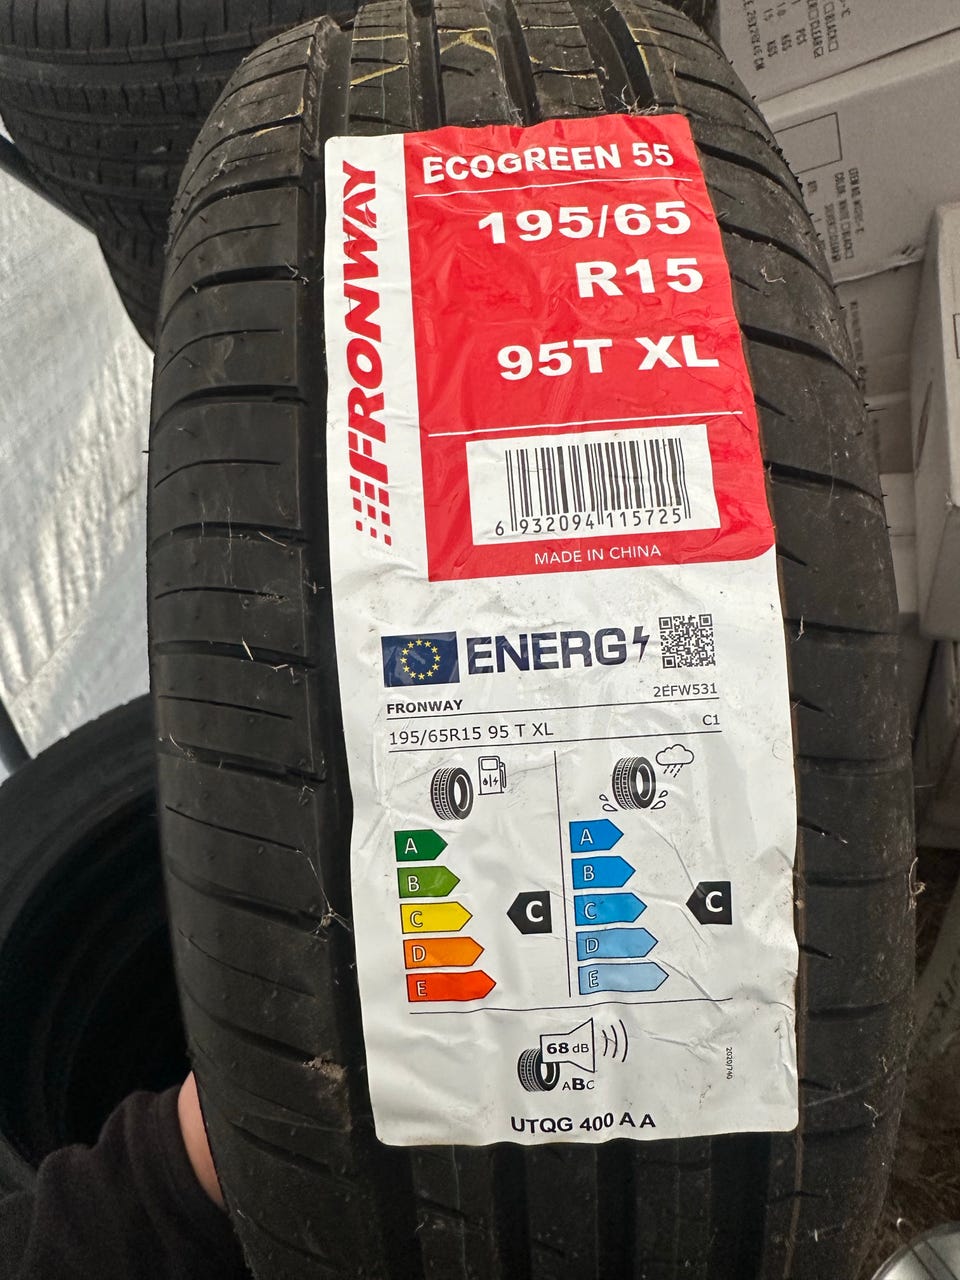 FRONWAY
ECOGREEN 55
195/65
R15
95T XL
6 932094 115725
MADE IN CHINA
ENERG
FRONWAY 2EFW531
195/65R15 95 T XL C1
A A
B B
C C C C
D D
E E
68 dB
ABC
2020/740
UTQG 400 A A